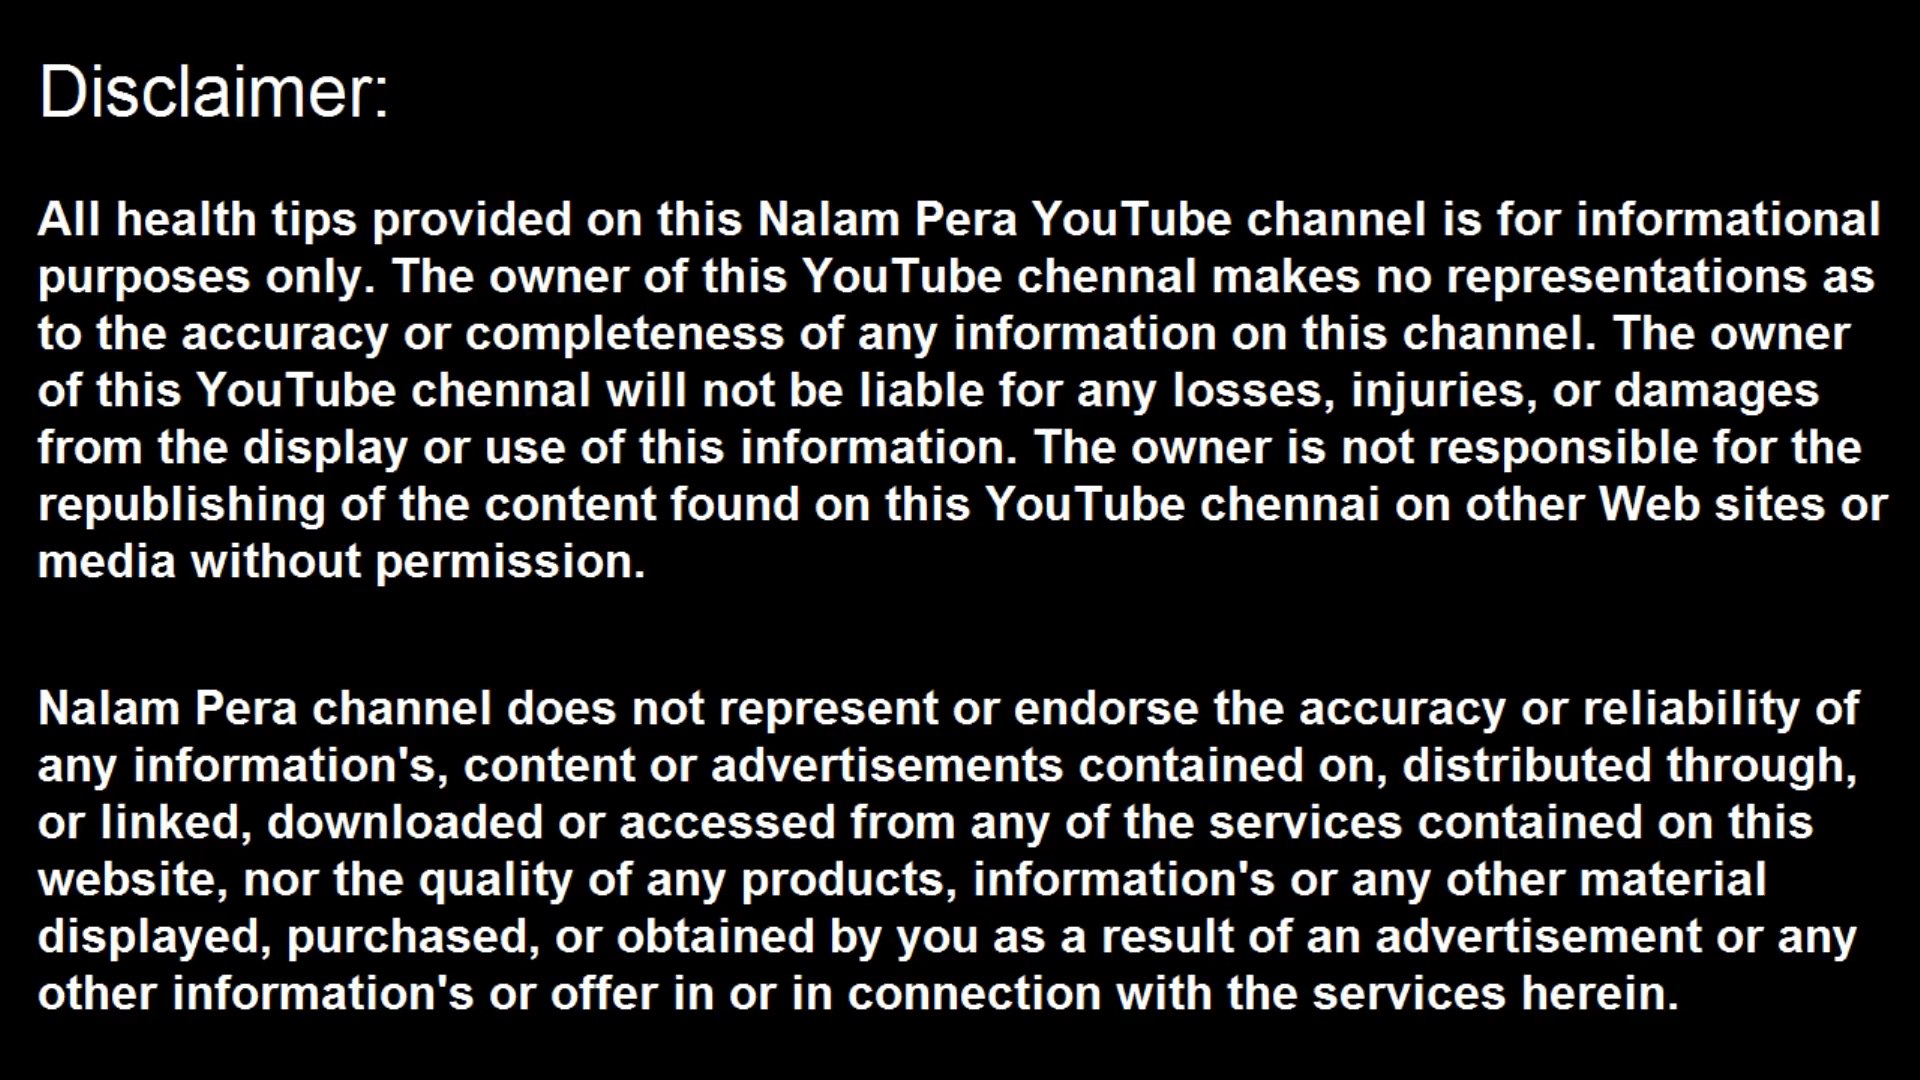 Disclaimer:
All health tips provided on this Nalam Pera YouTube channel is for informational
purposes only. The owner of this YouTube chennal makes no representations as
to the accuracy or completeness of any information on this channel. The owner
of this YouTube chennal will not be liable for any losses, injuries, or damages
from the display or use of this information. The owner is not responsible for the
republishing of the content found on this YouTube chennai on other Web sites or
media without permission.
Nalam Pera channel does not represent or endorse the accuracy or reliability of
any information's, content or advertisements contained on, distributed through,
or linked, downloaded or accessed from any of the services contained on this
website, nor the quality of any products, information's or any other material
displayed, purchased, or obtained by you as a result of an advertisement or any
other information's or offer in or in connection with the services herein.